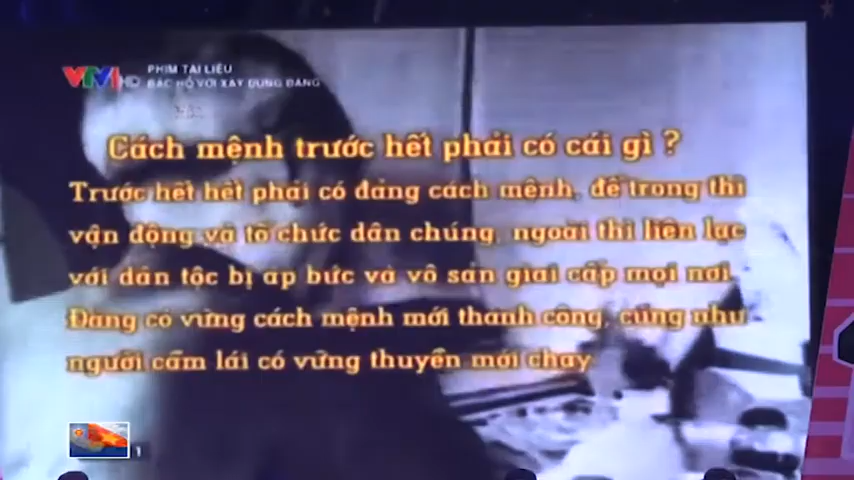 VTV1 HD
PHIM TÀI LIỆU
BÁC HỒ VỚI XÂY DỰNG ĐẢNG
Cách mệnh trước hết phải có cái gì ?
Trước hết hết phải có đảng cách mệnh, để trong thì
vận động và tổ chức dân chúng, ngoài thì liên lạc
với dân tộc bị áp bức và vô sản giai cấp mọi nơi.
Đảng có vững cách mệnh mới thành công, cũng như
người cầm lái có vững thuyền mới chạy
1